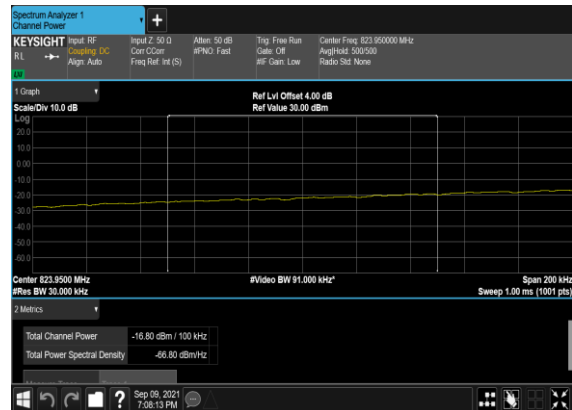 Spectrum Analyzer 1
Channel Power
+
KEYSIGHT Input: RF Input Z: 50 Ω Atten: 50 dB Trig: Free Run Center Freq: 823.950000 MHz
RL Coupling: DC Corr CCorr #PNO: Fast Gate: Off Avg|Hold: 500/500
Align: Auto Freq Ref: Int (S) #IF Gain: Low Radio Std: None
1 Graph
Scale/Div 10.0 dB
Ref Lvl Offset 4.00 dB
Ref Value 30.00 dBm
Log
20.0
10.0
0.00
-10.0
-20.0
-30.0
-40.0
-50.0
-60.0
Center 823.9500 MHz #Video BW 91.000 kHz* Span 200 kHz
#Res BW 30.000 kHz Sweep 1.00 ms (1001 pts)
2 Metrics
Total Channel Power -16.80 dBm / 100 kHz
Total Power Spectral Density -66.80 dBm/Hz
?
Sep 09, 2021
7:08:13 PM